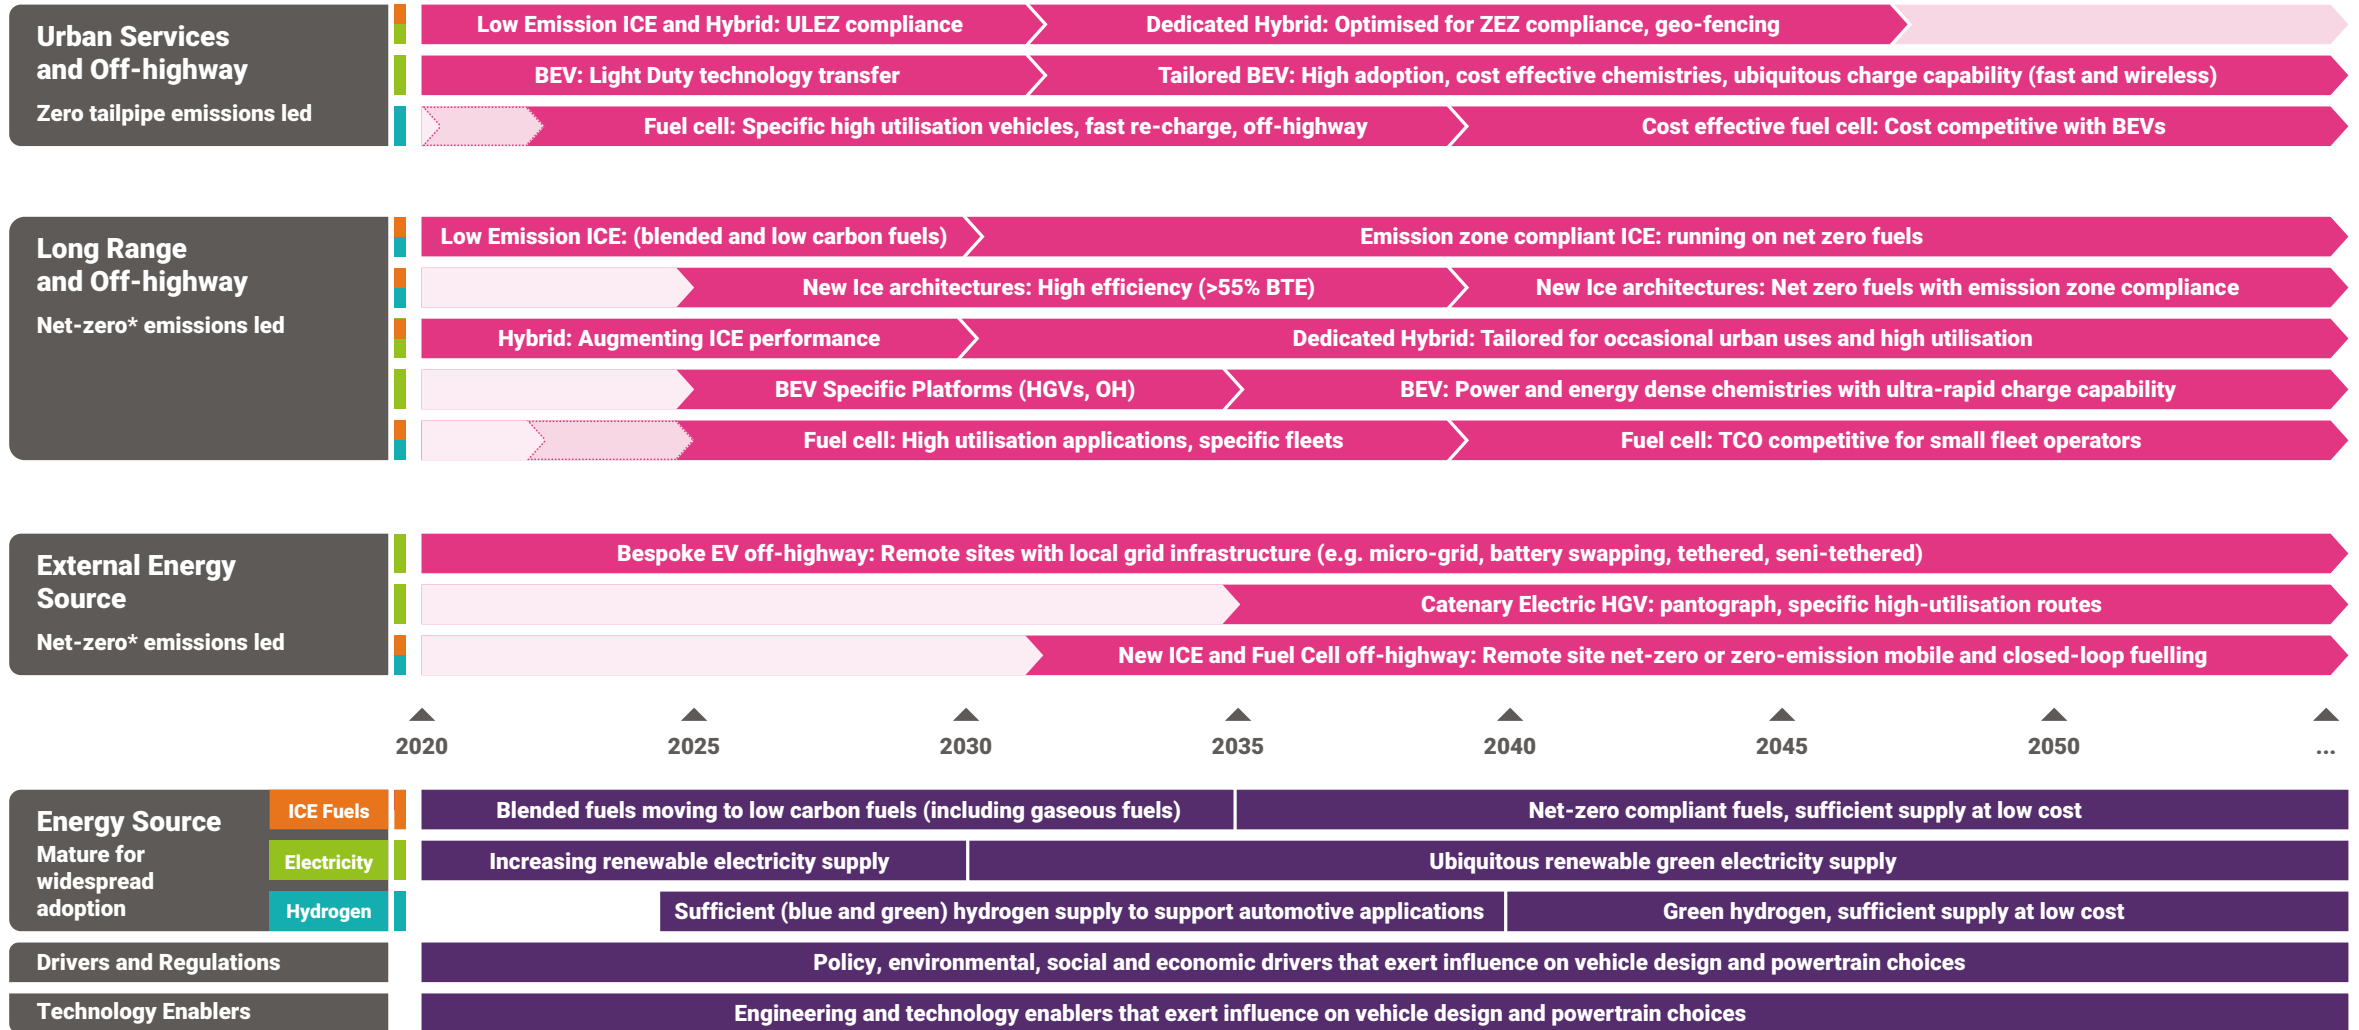 Urban Services
and Off-highway
Zero tailpipe emissions led
Low Emission ICE and Hybrid: ULEZ compliance
Dedicated Hybrid: Optimised for ZEZ compliance, geo-fencing
BEV: Light Duty technology transfer
Tailored BEV: High adoption, cost effective chemistries, ubiquitous charge capability (fast and wireless)
Fuel cell: Specific high utilisation vehicles, fast re-charge, off-highway
Cost effective fuel cell: Cost competitive with BEVs
Long Range
and Off-highway
Net-zero* emissions led
Low Emission ICE: (blended and low carbon fuels)
Emission zone compliant ICE: running on net zero fuels
New Ice architectures: High efficiency (>55% BTE)
New Ice architectures: Net zero fuels with emission zone compliance
Hybrid: Augmenting ICE performance
Dedicated Hybrid: Tailored for occasional urban uses and high utilisation
BEV Specific Platforms (HGVs, OH)
BEV: Power and energy dense chemistries with ultra-rapid charge capability
Fuel cell: High utilisation applications, specific fleets
Fuel cell: TCO competitive for small fleet operators
External Energy
Source
Net-zero* emissions led
Bespoke EV off-highway: Remote sites with local grid infrastructure (e.g. micro-grid, battery swapping, tethered, seni-tethered)
Catenary Electric HGV: pantograph, specific high-utilisation routes
New ICE and Fuel Cell off-highway: Remote site net-zero or zero-emission mobile and closed-loop fuelling
2020
2025
2030
2035
2040
2045
2050
...
Energy Source
Mature for
widespread
adoption
ICE Fuels
Blended fuels moving to low carbon fuels (including gaseous fuels)
Net-zero compliant fuels, sufficient supply at low cost
Electricity
Increasing renewable electricity supply
Ubiquitous renewable green electricity supply
Hydrogen
Sufficient (blue and green) hydrogen supply to support automotive applications
Green hydrogen, sufficient supply at low cost
Drivers and Regulations
Policy, environmental, social and economic drivers that exert influence on vehicle design and powertrain choices
Technology Enablers
Engineering and technology enablers that exert influence on vehicle design and powertrain choices